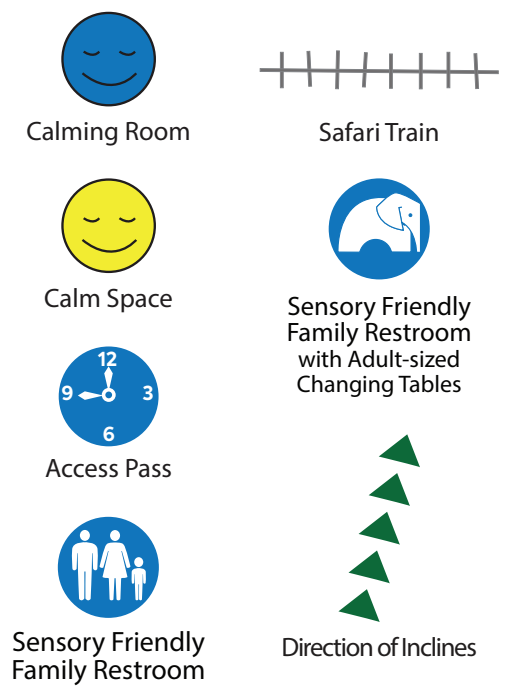 Calming Room
Calm Space
12
9 3
6
Access Pass
Sensory Friendly
Family Restroom
Safari Train
Sensory Friendly
Family Restroom
with Adult-sized
Changing Tables
Direction of Inclines